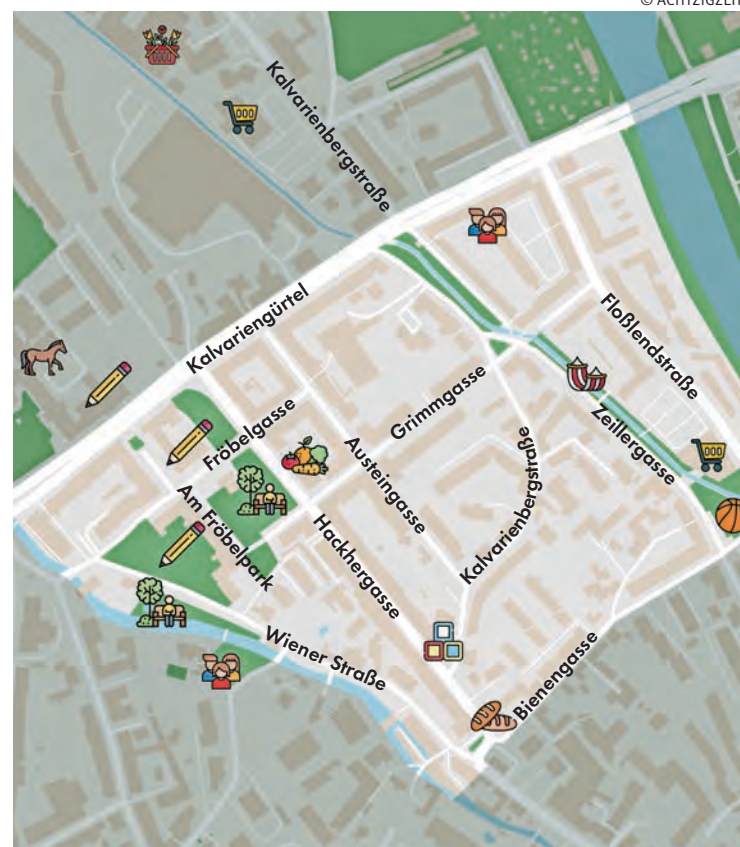 © ACHTZIGZEHN
Kalvarienbergstraße
Kalvariengürtel
Floßlendstraße
Grimmgasse
Fröbelgasse
Austeingasse
Zeillergasse
Kalvarienbergstraße
Am Fröbelpark
Hackhergasse
Wiener Straße
Bienengasse